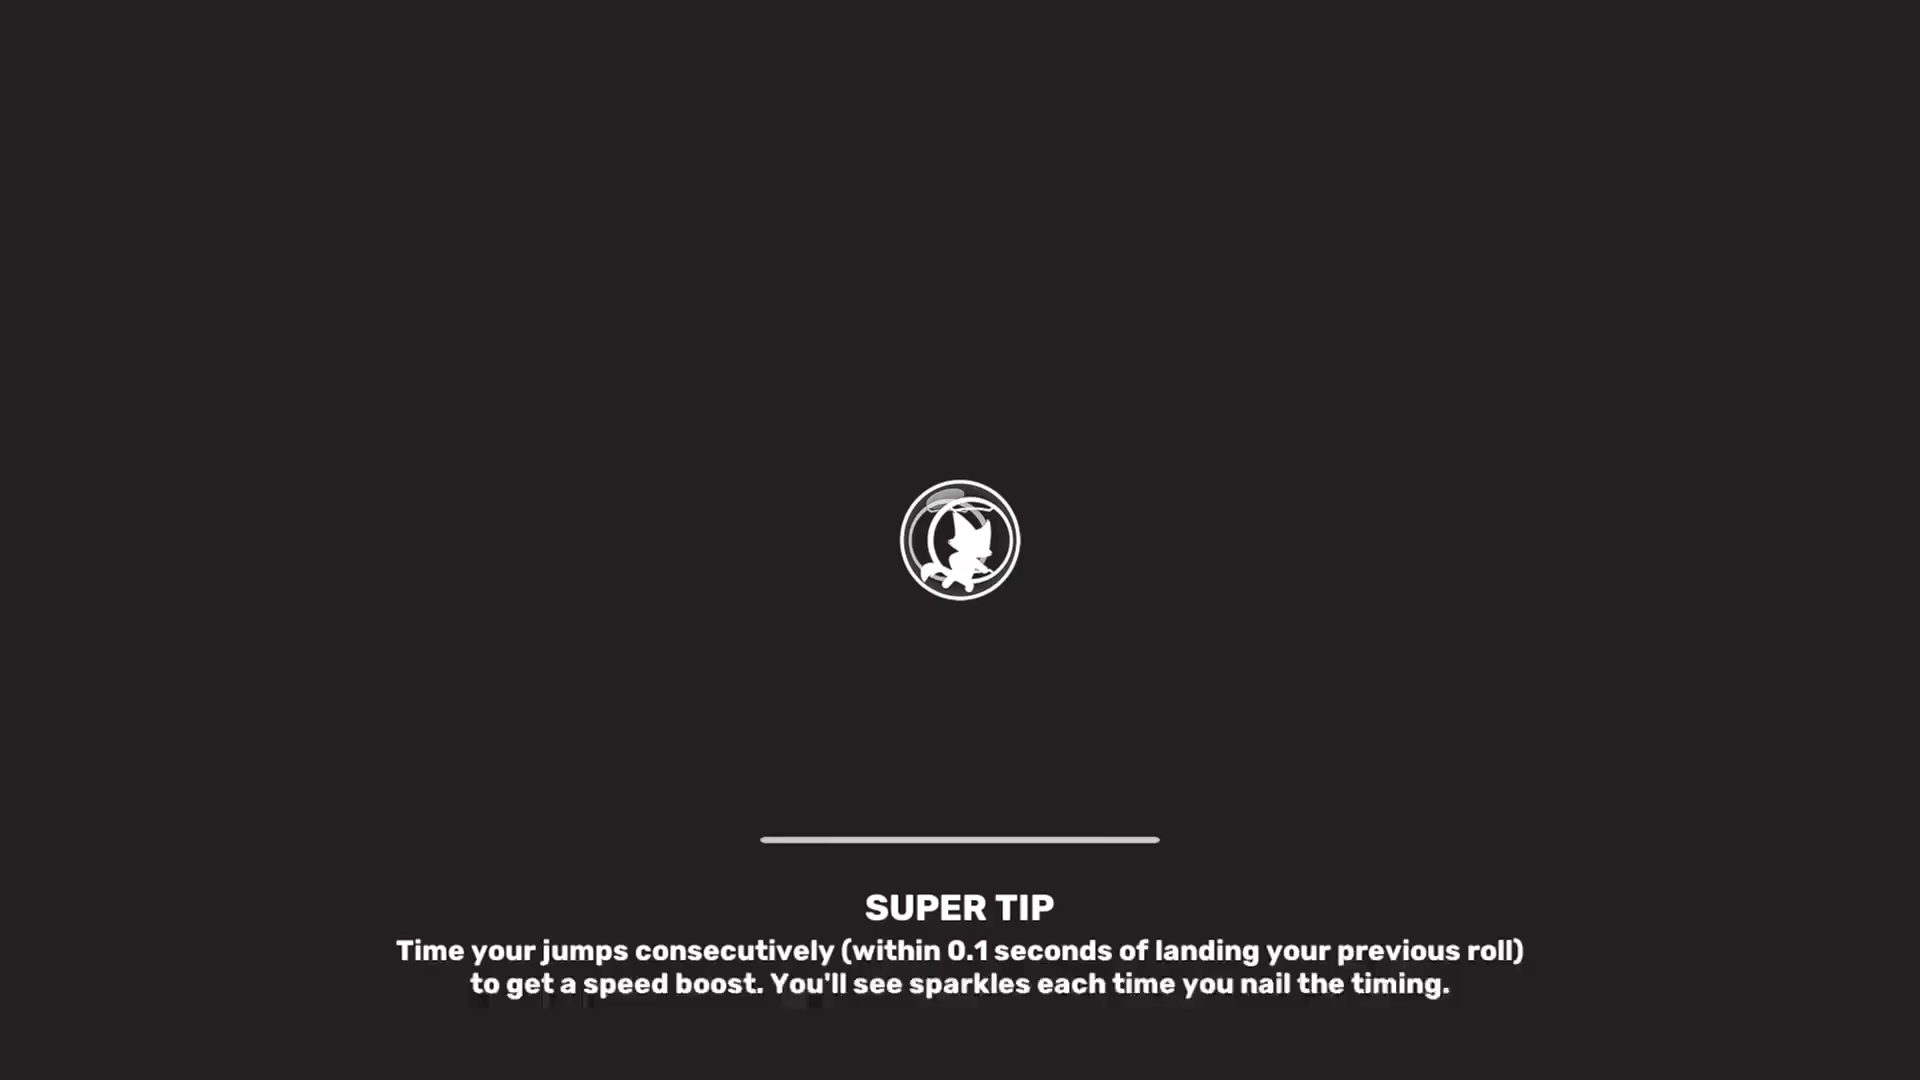 SUPER TIP
Time your jumps consecutively (within 0.1 seconds of landing your previous roll)
to get a speed boost. You'll see sparkles each time you nail the timing.